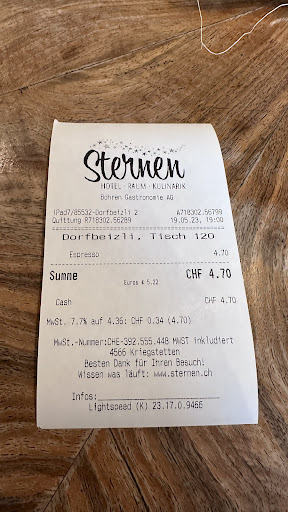 Sternen
HOTEL · RAUM · KULINARIK
Bohren Gastronomie AG
iPad7/85532-Dorfbeizli 2 A718302.56799
Quittung R718302.56289 19.05.23, 19:00
Dorfbeizli, Tisch 120
Espresso 4.70
Summe CHF 4.70
Euros € 5.22
Cash CHF 4.70
MwSt. 7.7% auf 4.36: CHF 0.34 (4.70)
MwSt.-Nummer:CHE-392.555.448 MWST inkludiert
4566 Kriegstetten
Besten Dank für Ihren Besuch!
Wissen was läuft: www.sternen.ch
Infos:
Lightspeed (K) 23.17.0.9466